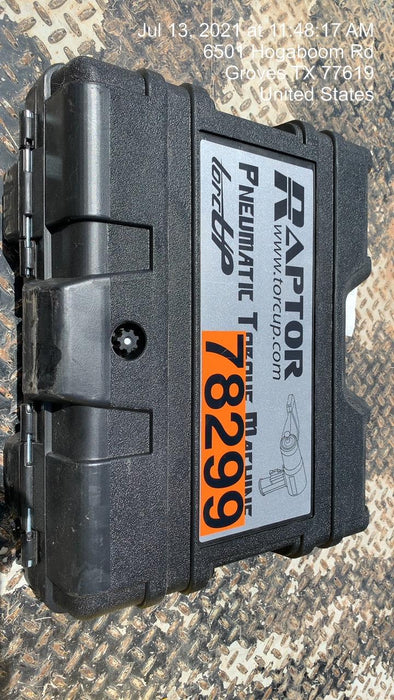 Jul 13, 2021 at 11:48:17 AM
6501 Hogaboom Rd
Groves TX 77619
United States
RAPTOR
www.torcup.com
PNEUMATIC TORQUE MACHINE
torcUP
78299